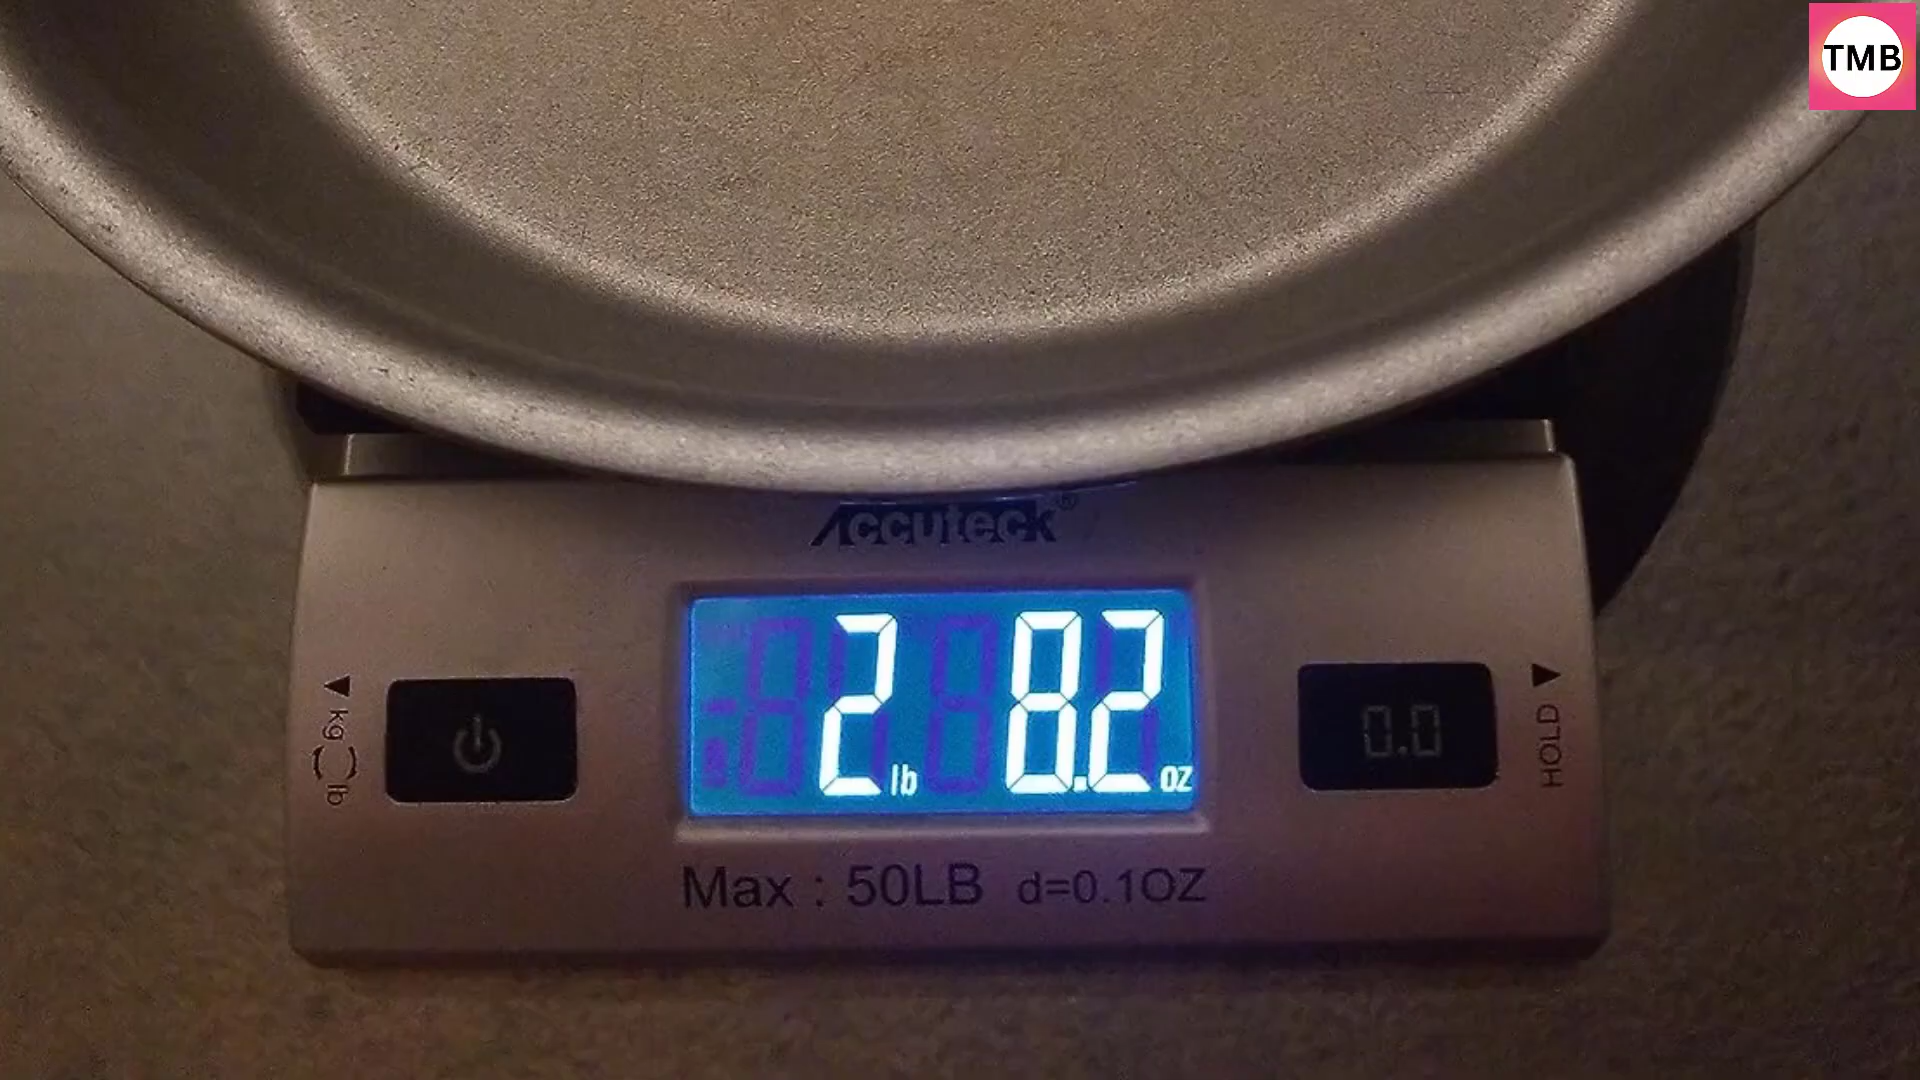 TMB
Accuteck®
2 lb 8.2 oz
kg lb
0.0
HOLD
Max : 50LB d=0.1OZ